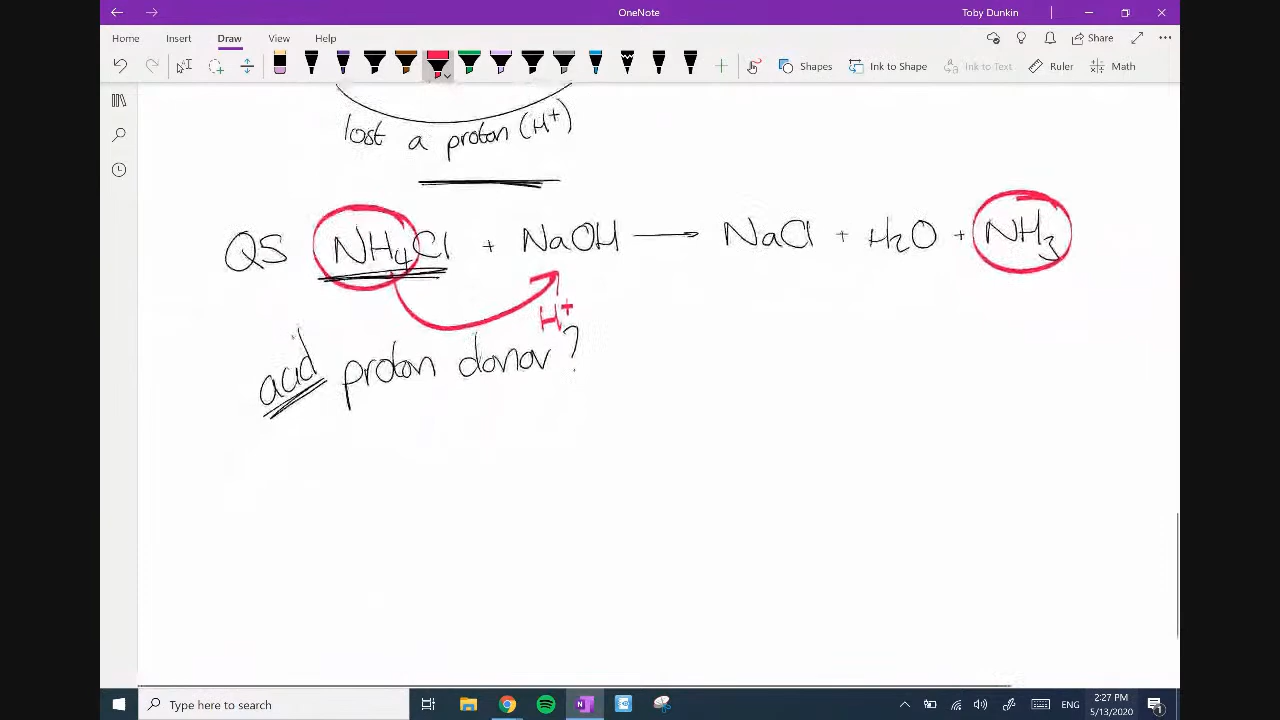 OneNote
Toby Dunkin
Home Insert Draw View Help
Share
Shapes Ink to Shape Ink to Text Ruler Math
lost a proton (H+)
Q5 NH4Cl + NaOH → NaCl + H2O + NH3
H+
acid proton donor?
Type here to search
ENG
2:27 PM
5/13/2020
1